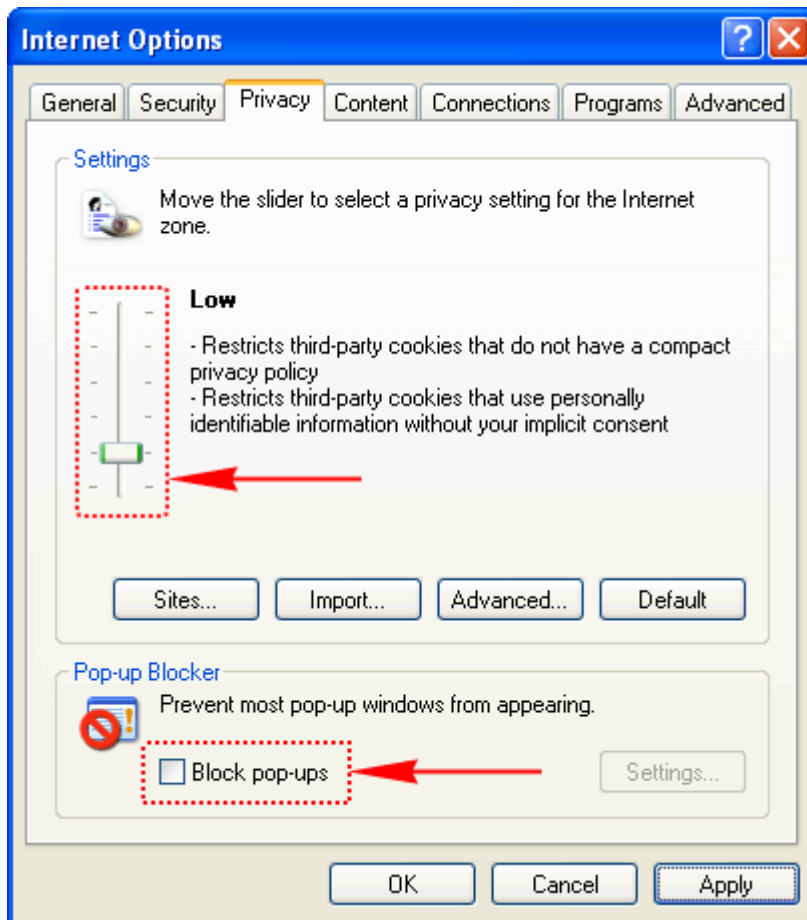 Internet Options
?
General Security Privacy Content Connections Programs Advanced
Settings
Move the slider to select a privacy setting for the Internet
zone.
Low
- Restricts third-party cookies that do not have a compact
privacy policy
- Restricts third-party cookies that use personally
identifiable information without your implicit consent
Sites... Import... Advanced... Default
Pop-up Blocker
Prevent most pop-up windows from appearing.
Block pop-ups Settings...
OK Cancel Apply